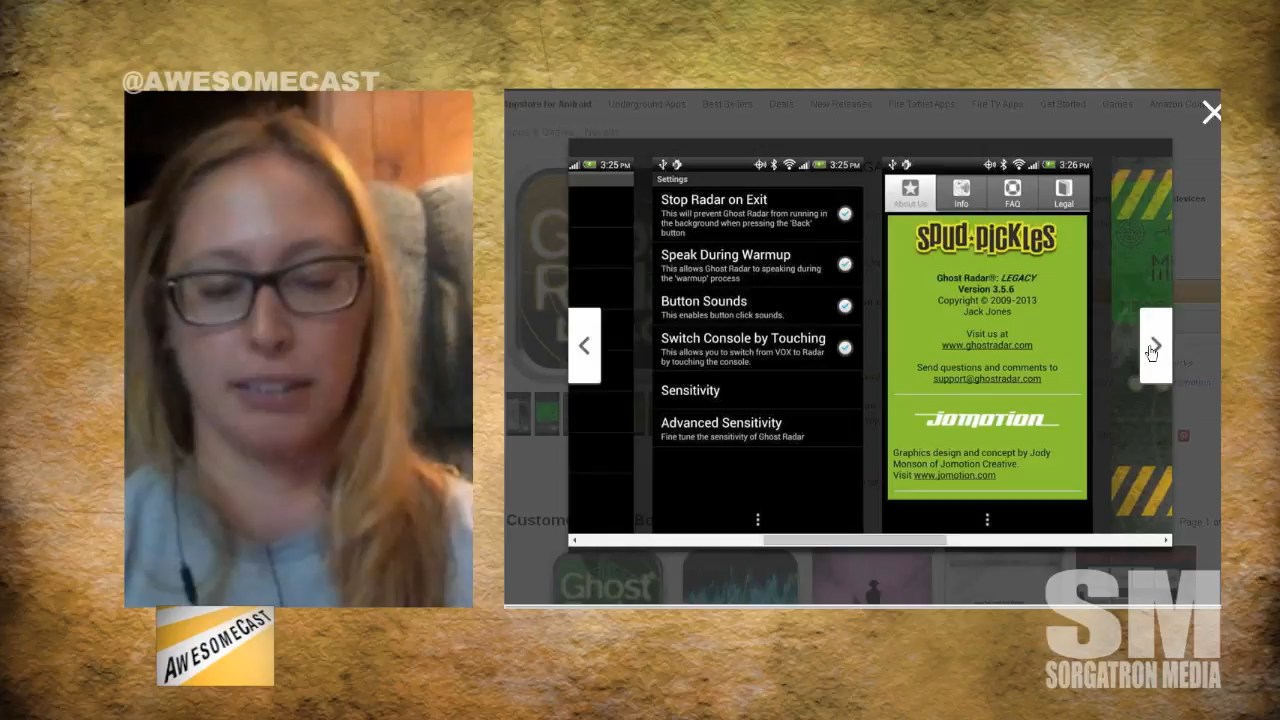 @AWESOMECAST
Appstore for Android Underground Apps Best Sellers Deals New Releases Fire Tablet Apps Fire TV Apps Get Started Games
Apps & Games Novelty
3:25 PM
3:25 PM
Settings
Stop Radar on Exit
This will prevent Ghost Radar from running in
the background when pressing the 'Back'
button
Speak During Warmup
This allows Ghost Radar to speaking during
the 'warmup' process
Button Sounds
This enables button click sounds.
Switch Console by Touching
This allows you to switch from VOX to Radar
by touching the console.
Sensitivity
Advanced Sensitivity
Fine tune the sensitivity of Ghost Radar
3:26 PM
About Us Info FAQ Legal
SPUD PICKLES
Ghost Radar®: LEGACY
Version 3.5.6
Copyright © 2009-2013
Jack Jones
Visit us at
www.ghostradar.com
Send questions and comments to
support@ghostradar.com
JOMOTION
Graphics design and concept by Jody
Monson of Jomotion Creative.
Visit www.jomotion.com
devices
Page 1 of
Ghost
AWESOMECAST
SM
SORGATRON MEDIA